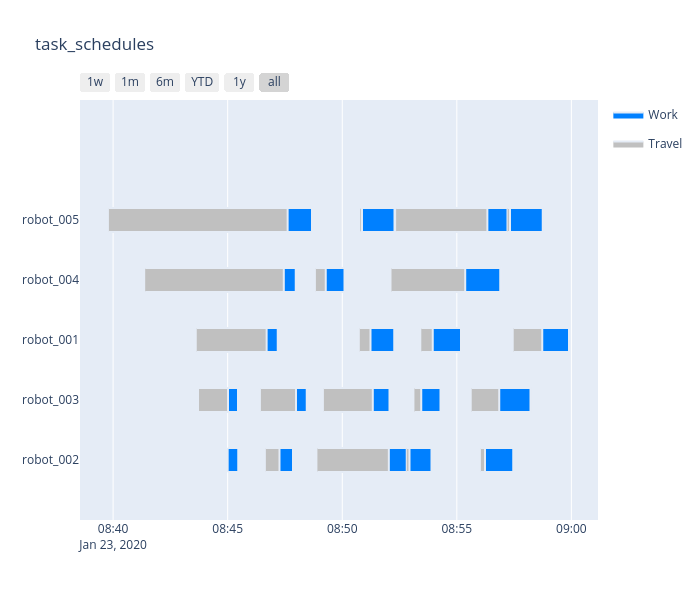 task_schedules
1w 1m 6m YTD 1y all
Work
Travel
robot_005
robot_004
robot_001
robot_003
robot_002
08:40 08:45 08:50 08:55 09:00
Jan 23, 2020